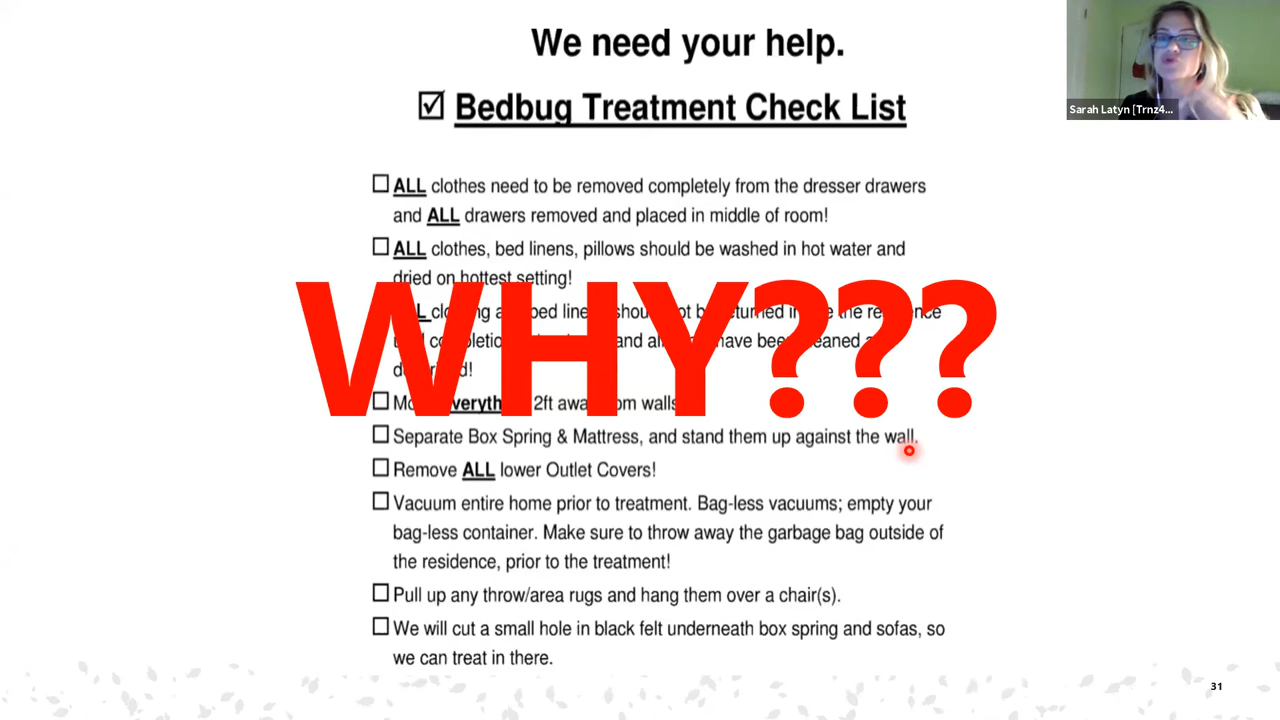 We need your help.
☑ Bedbug Treatment Check List
☐ ALL clothes need to be removed completely from the dresser drawers
and ALL drawers removed and placed in middle of room!
☐ ALL clothes, bed linens, pillows should be washed in hot water and
dried on hottest setting!
WHY???
☐ Separate Box Spring & Mattress, and stand them up against the wall.
☐ Remove ALL lower Outlet Covers!
☐ Vacuum entire home prior to treatment. Bag-less vacuums; empty your
bag-less container. Make sure to throw away the garbage bag outside of
the residence, prior to the treatment!
☐ Pull up any throw/area rugs and hang them over a chair(s).
☐ We will cut a small hole in black felt underneath box spring and sofas, so
we can treat in there.
Sarah Latyn [Trnz4...
31